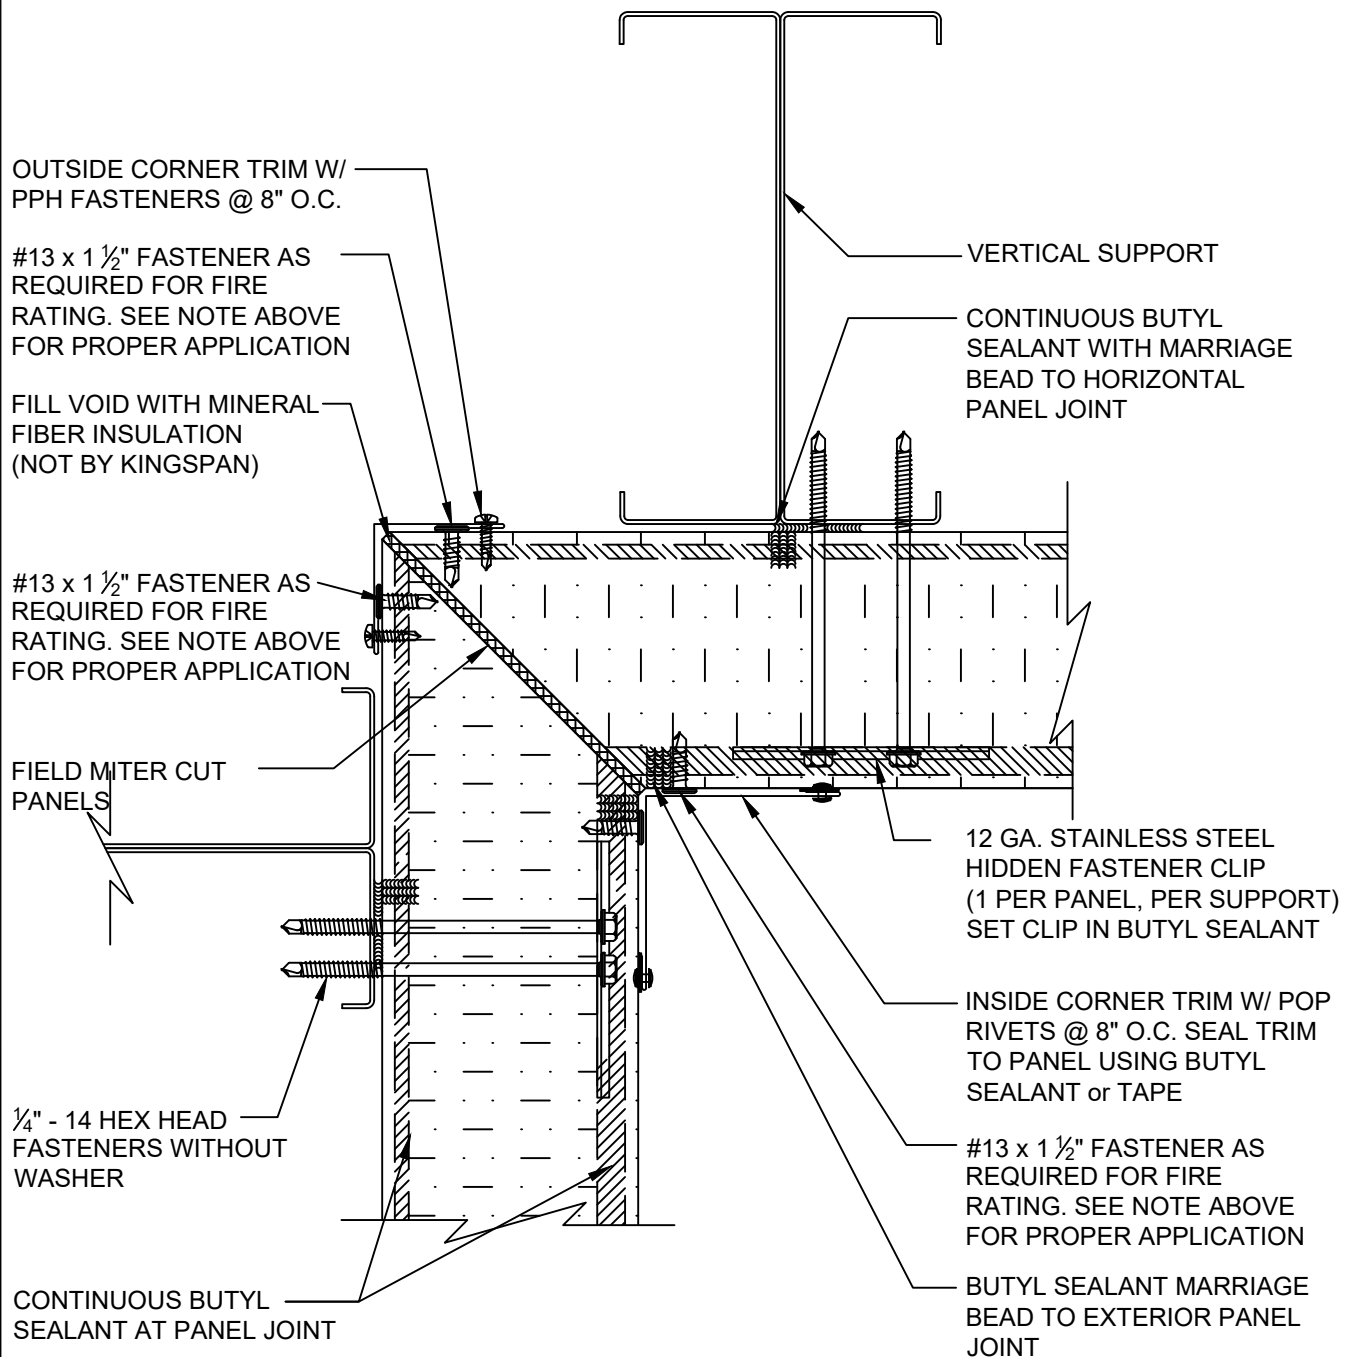 OUTSIDE CORNER TRIM W/
PPH FASTENERS @ 8" O.C.
#13 x 1 ½" FASTENER AS
REQUIRED FOR FIRE
RATING. SEE NOTE ABOVE
FOR PROPER APPLICATION
FILL VOID WITH MINERAL
FIBER INSULATION
(NOT BY KINGSPAN)
#13 x 1 ½" FASTENER AS
REQUIRED FOR FIRE
RATING. SEE NOTE ABOVE
FOR PROPER APPLICATION
FIELD MITER CUT
PANELS
¼" - 14 HEX HEAD
FASTENERS WITHOUT
WASHER
CONTINUOUS BUTYL
SEALANT AT PANEL JOINT
VERTICAL SUPPORT
CONTINUOUS BUTYL
SEALANT WITH MARRIAGE
BEAD TO HORIZONTAL
PANEL JOINT
12 GA. STAINLESS STEEL
HIDDEN FASTENER CLIP
(1 PER PANEL, PER SUPPORT)
SET CLIP IN BUTYL SEALANT
INSIDE CORNER TRIM W/ POP
RIVETS @ 8" O.C. SEAL TRIM
TO PANEL USING BUTYL
SEALANT or TAPE
#13 x 1 ½" FASTENER AS
REQUIRED FOR FIRE
RATING. SEE NOTE ABOVE
FOR PROPER APPLICATION
BUTYL SEALANT MARRIAGE
BEAD TO EXTERIOR PANEL
JOINT